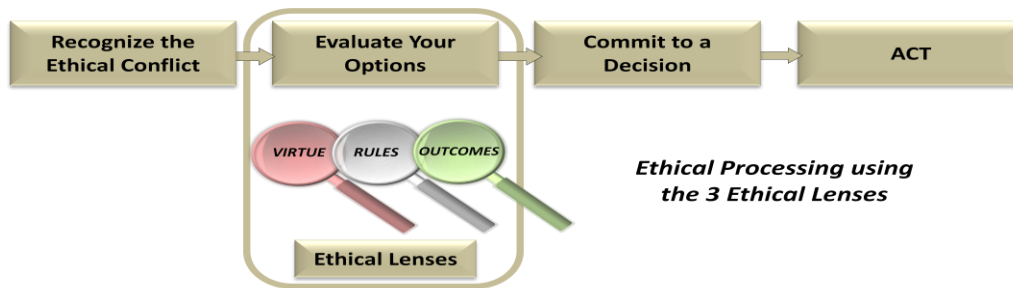 Recognize the
Ethical Conflict
Evaluate Your
Options
Commit to a
Decision
ACT
VIRTUE
RULES
OUTCOMES
Ethical Processing using
the 3 Ethical Lenses
Ethical Lenses